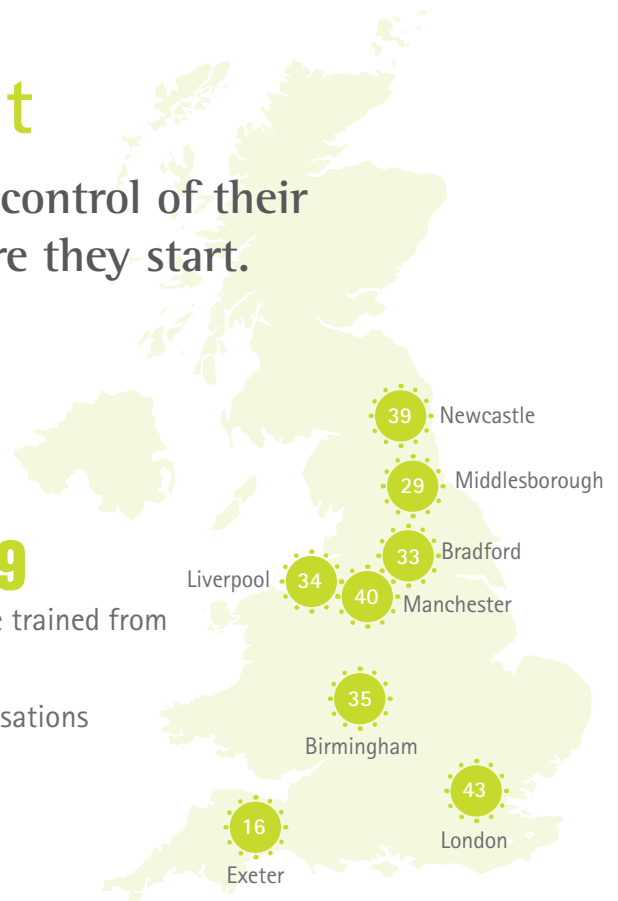 t
control of their
re they start.
39 Newcastle
29 Middlesborough
33 Bradford
Liverpool 34
40 Manchester
9
trained from
sations
35
Birmingham
43
London
16
Exeter